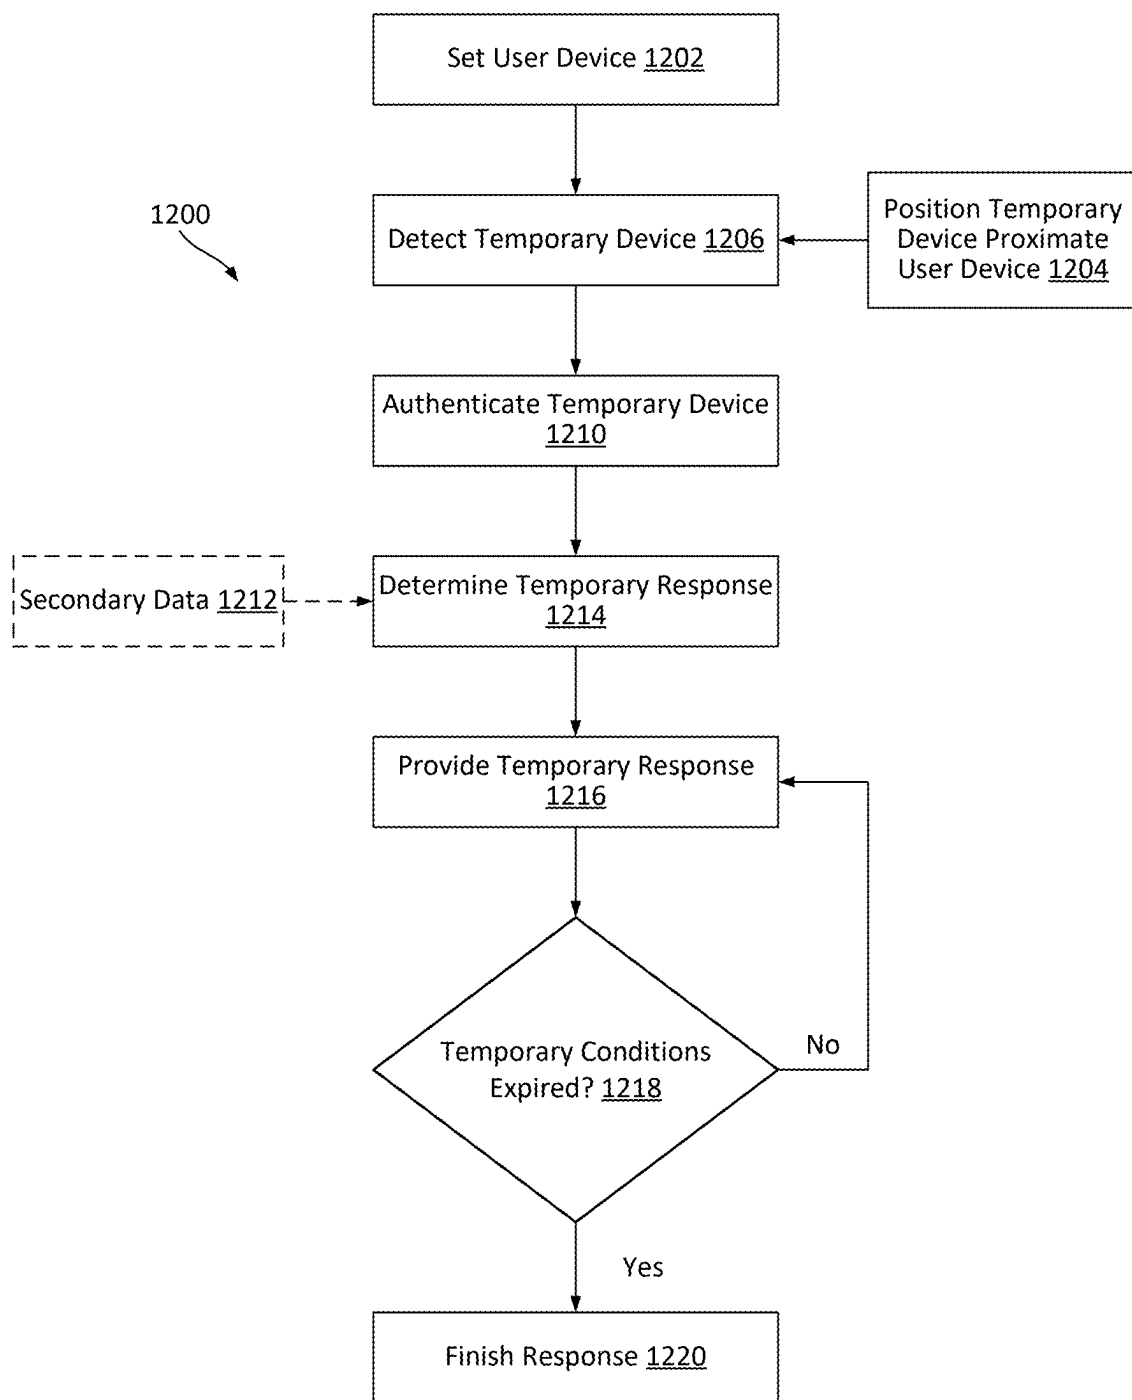 Set User Device 1202
1200
Detect Temporary Device 1206
Position Temporary
Device Proximate
User Device 1204
Authenticate Temporary Device
1210
Secondary Data 1212
Determine Temporary Response
1214
Provide Temporary Response
1216
Temporary Conditions
Expired? 1218
No
Yes
Finish Response 1220